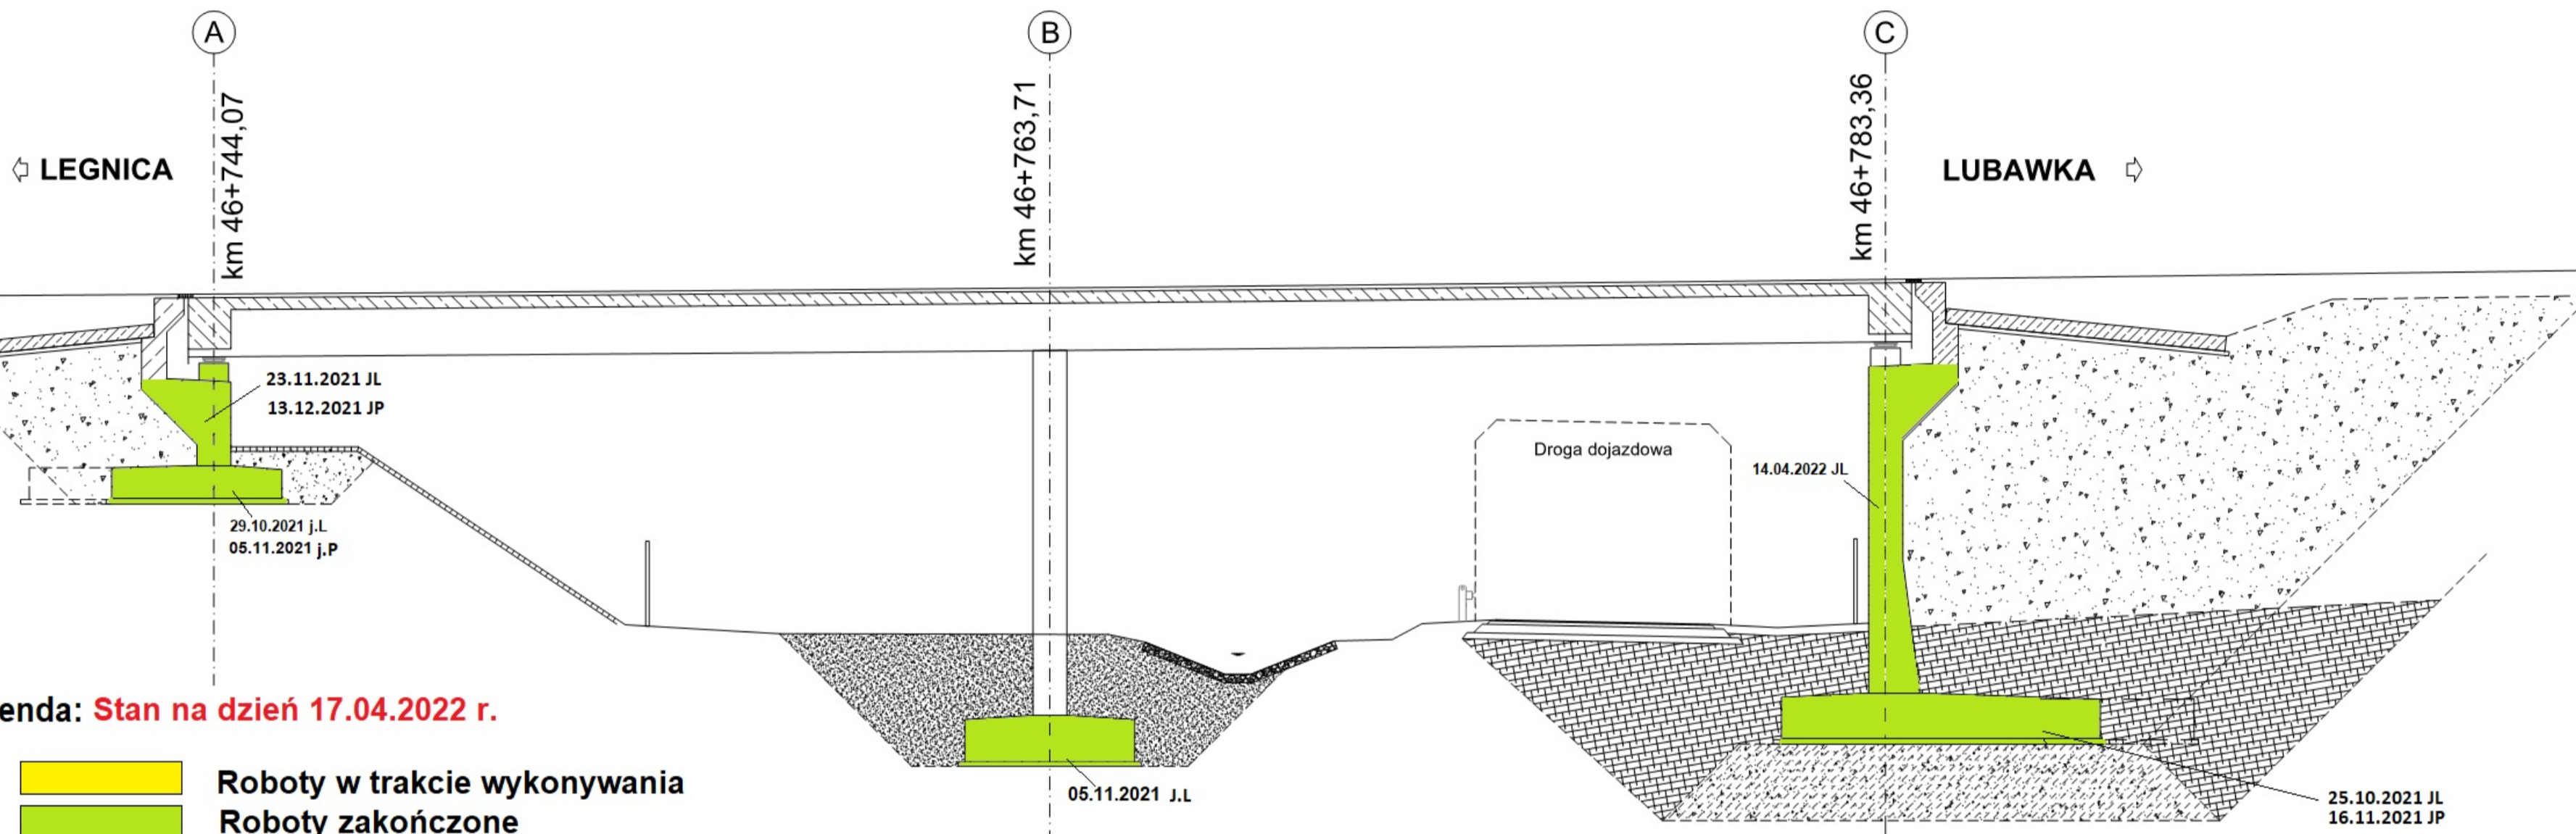 A
B
C
km 46+744,07
km 46+763,71
km 46+783,36
LEGNICA
LUBAWKA
23.11.2021 JL
13.12.2021 JP
Droga dojazdowa
14.04.2022 JL
29.10.2021 j.L
05.11.2021 j.P
enda: Stan na dzień 17.04.2022 r.
Roboty w trakcie wykonywania
Roboty zakończone
05.11.2021 J.L
25.10.2021 JL
16.11.2021 JP